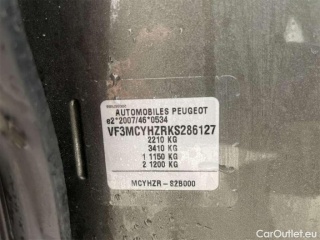 AUTOMOBILES PEUGEOT
e2*2007/46*0534
VF3MCYHZRKS286127
2210 KG
3410 KG
1 1150 KG
2 1200 KG
MCYHZR-82B000
CarOutlet.eu